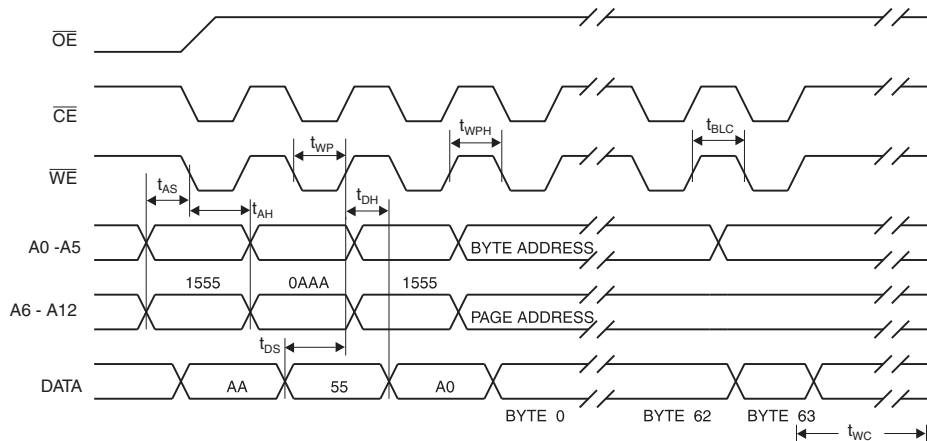 OE
CE
tWP
tWPH
tBLC
WE
tAS
tAH
tDH
A0 -A5
BYTE ADDRESS
1555
0AAA
1555
A6 - A12
PAGE ADDRESS
tDS
DATA
AA
55
A0
BYTE 0
BYTE 62
BYTE 63
tWC